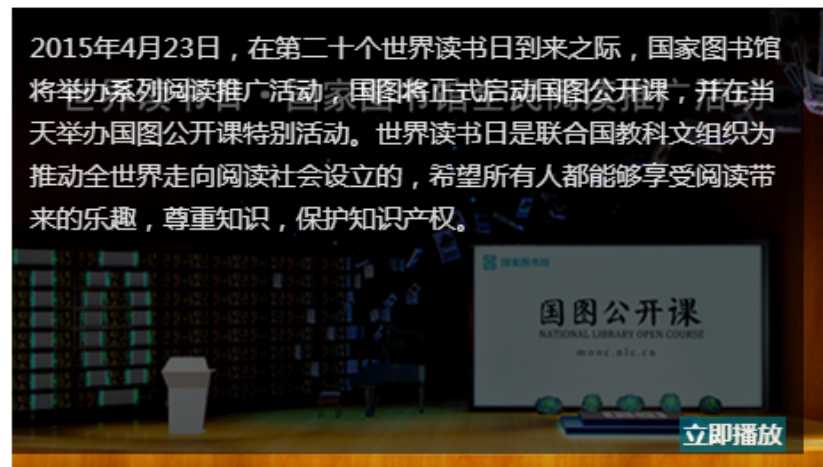 2015年4月23日，在第二十个世界读书日到来之际，国家图书馆
将举办系列阅读推广活动，国图将正式启动国图公开课，并在当
天举办国图公开课特别活动。世界读书日是联合国教科文组织为
推动全世界走向阅读社会设立的，希望所有人都能够享受阅读带
来的乐趣，尊重知识，保护知识产权。
国家图书馆
国图公开课
NATIONAL LIBRARY OPEN COURSE
mooc.nlc.cn
立即播放